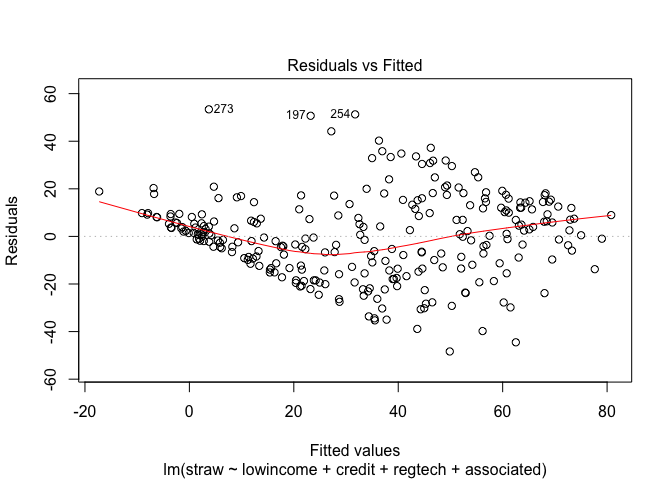 Residuals vs Fitted
Residuals
60
40
20
0
-20
-40
-60
273
197
254
-20 0 20 40 60 80
Fitted values
lm(straw ~ lowincome + credit + regtech + associated)